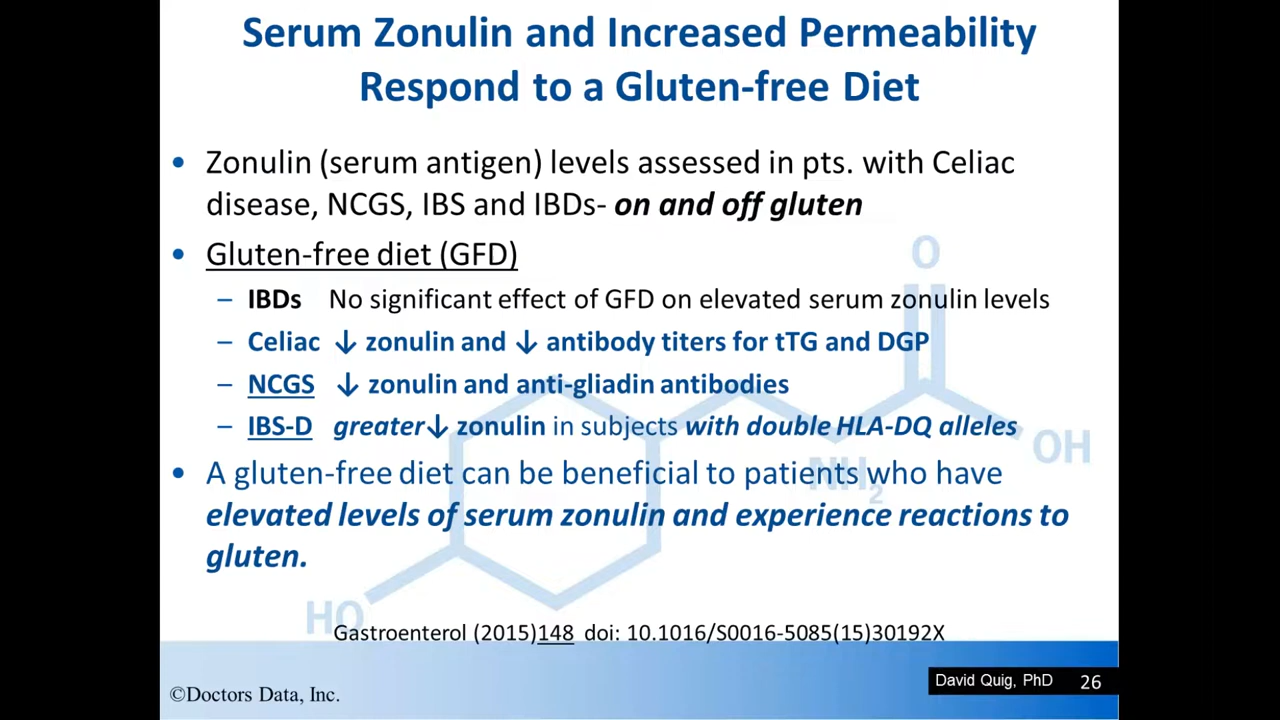 Serum Zonulin and Increased Permeability
Respond to a Gluten-free Diet
• Zonulin (serum antigen) levels assessed in pts. with Celiac
disease, NCGS, IBS and IBDs- on and off gluten
• Gluten-free diet (GFD)
– IBDs No significant effect of GFD on elevated serum zonulin levels
– Celiac ↓ zonulin and ↓ antibody titers for tTG and DGP
– NCGS ↓ zonulin and anti-gliadin antibodies
– IBS-D greater↓ zonulin in subjects with double HLA-DQ alleles
• A gluten-free diet can be beneficial to patients who have
elevated levels of serum zonulin and experience reactions to
gluten.
O
OH
NH2
HO
Gastroenterol (2015)148 doi: 10.1016/S0016-5085(15)30192X
©Doctors Data, Inc.
David Quig, PhD 26